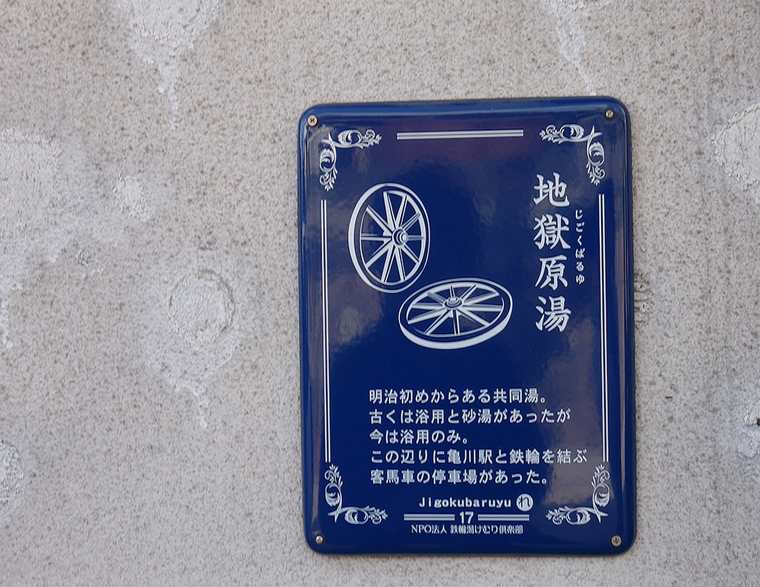 地獄原湯
じごくばるゆ
明治初めからある共同湯。
古くは浴用と砂湯があったが
今は浴用のみ。
この辺りに亀川駅と鉄輪を結ぶ
客馬車の停車場があった。
Jigokubaruyu れ
17
NPO法人 鉄輪湯けむり倶楽部